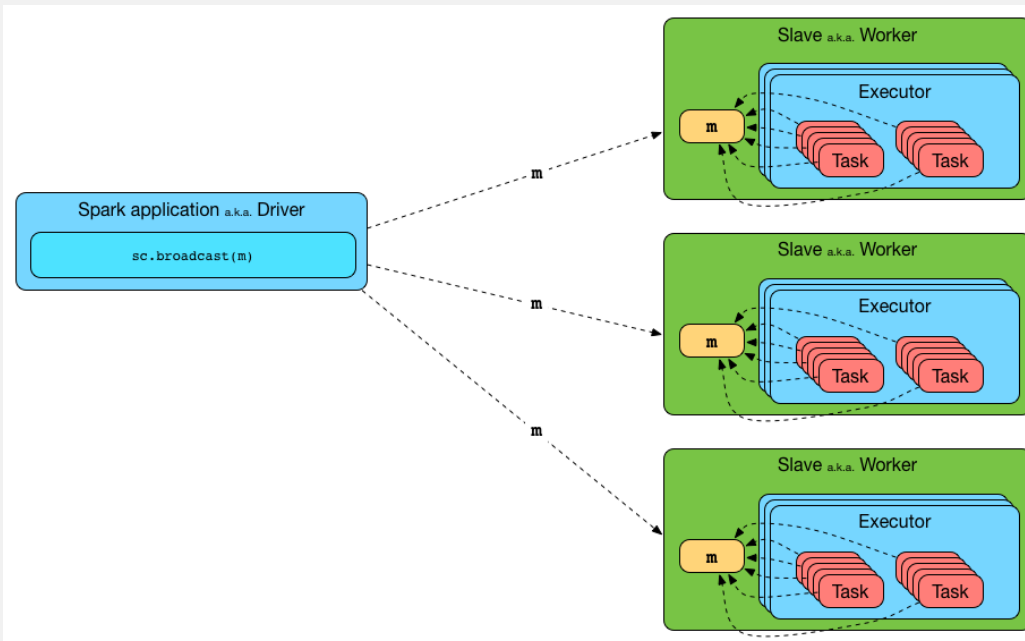 Spark application a.k.a. Driver
sc.broadcast(m)
m
m
m
Slave a.k.a. Worker
Executor
m
Task
Task
Slave a.k.a. Worker
Executor
m
Task
Task
Slave a.k.a. Worker
Executor
m
Task
Task